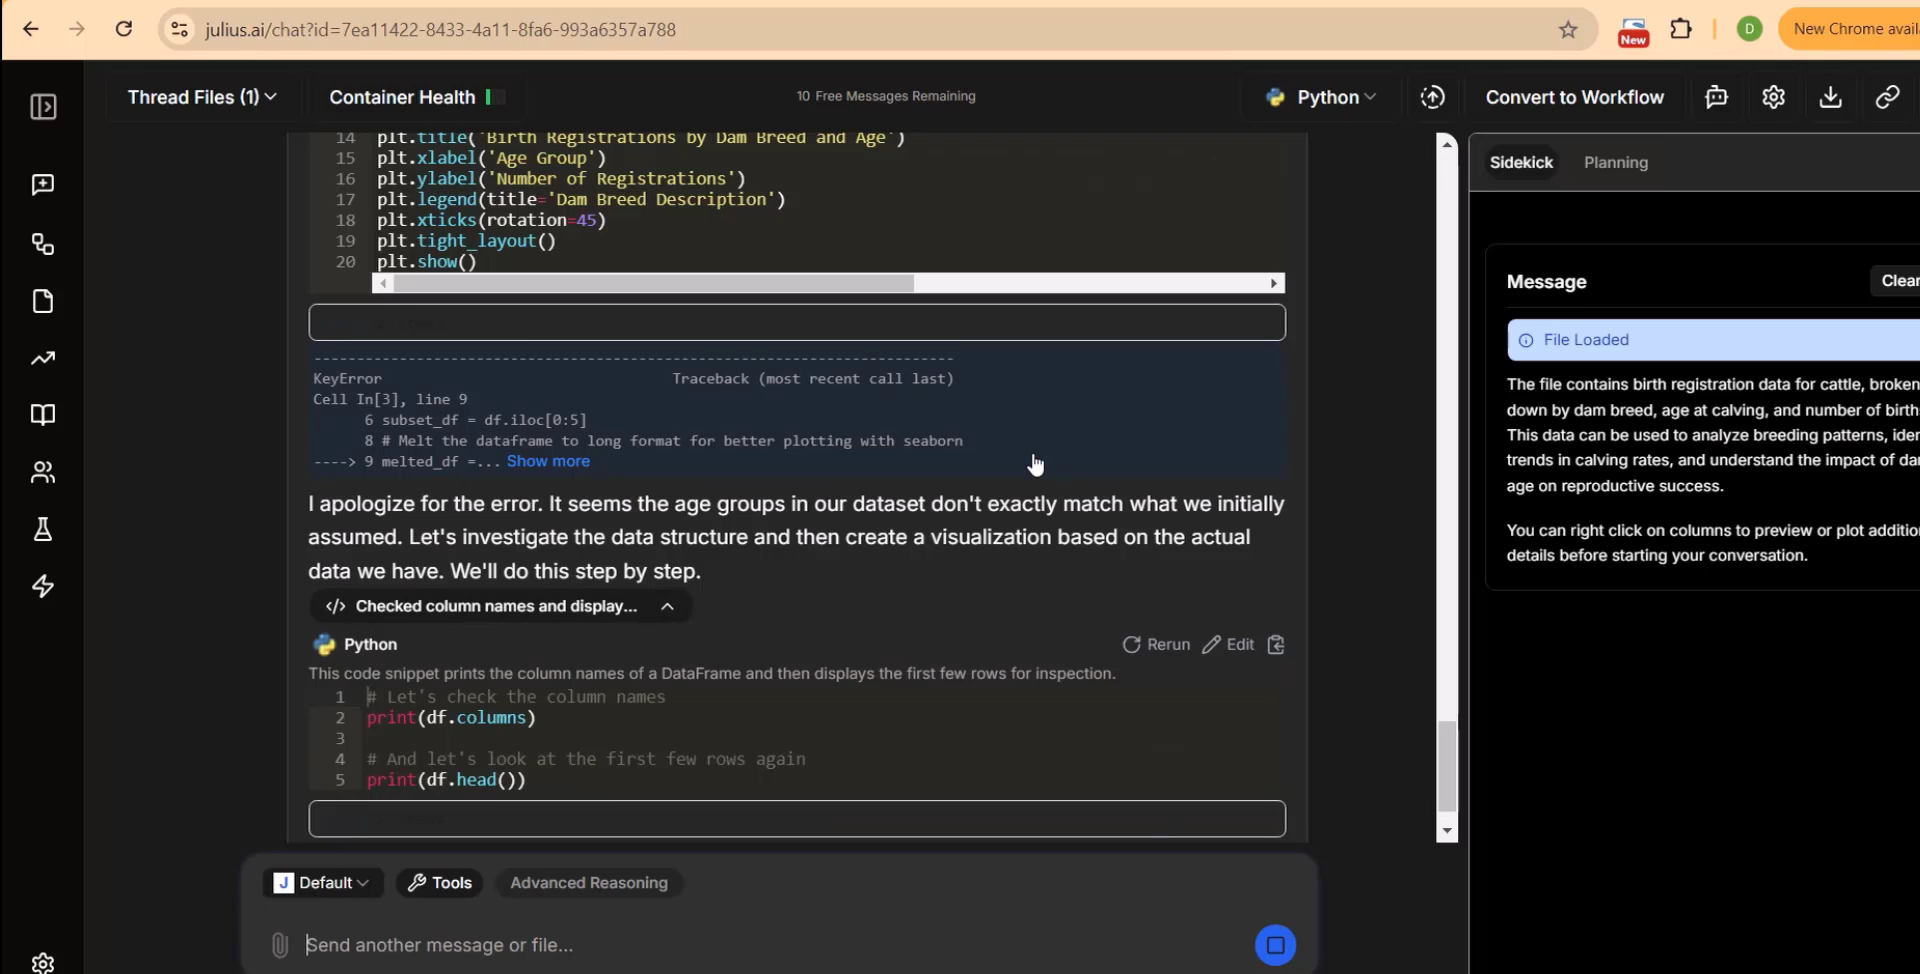 julius.ai/chat?id=7ea11422-8433-4a11-8fa6-993a6357a788
New
D
New Chrome avail
Thread Files (1)
Container Health
10 Free Messages Remaining
Python
Convert to Workflow
14 plt.title('Birth Registrations by Dam Breed and Age')
15 plt.xlabel('Age Group')
16 plt.ylabel('Number of Registrations')
17 plt.legend(title='Dam Breed Description')
18 plt.xticks(rotation=45)
19 plt.tight_layout()
20 plt.show()
---------------------------------------------------------------------------
KeyError Traceback (most recent call last)
Cell In[3], line 9
6 subset_df = df.iloc[0:5]
8 # Melt the dataframe to long format for better plotting with seaborn
----> 9 melted_df =... Show more
I apologize for the error. It seems the age groups in our dataset don't exactly match what we initially
assumed. Let's investigate the data structure and then create a visualization based on the actual
data we have. We'll do this step by step.
</> Checked column names and display...
Python
Rerun
Edit
This code snippet prints the column names of a DataFrame and then displays the first few rows for inspection.
1 # Let's check the column names
2 print(df.columns)
3
4 # And let's look at the first few rows again
5 print(df.head())
J Default
Tools
Advanced Reasoning
Send another message or file...
Sidekick
Planning
Message
Clear
File Loaded
The file contains birth registration data for cattle, broken
down by dam breed, age at calving, and number of births
This data can be used to analyze breeding patterns, iden
trends in calving rates, and understand the impact of da
age on reproductive success.
You can right click on columns to preview or plot additio
details before starting your conversation.